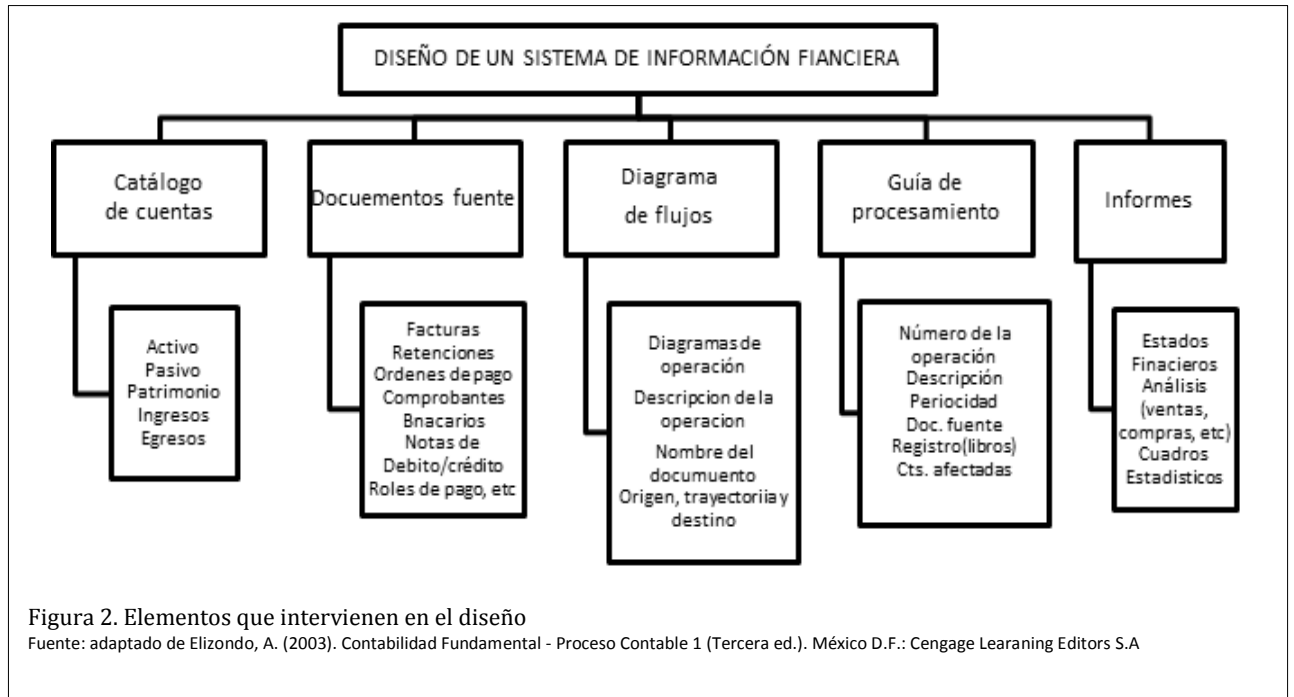 DISEÑO DE UN SISTEMA DE INFORMACIÓN FIANCIERA
Catálogo
de cuentas
Docuementos fuente
Diagrama
de flujos
Guía de
procesamiento
Informes
Activo
Pasivo
Patrimonio
Ingresos
Egresos
Facturas
Retenciones
Ordenes de pago
Comprobantes
Bnacarios
Notas de
Debito/crédito
Roles de pago, etc
Diagramas de
operación
Descripcion de la
operacion
Nombre del
documuento
Origen, trayectoriia y
destino
Número de la
operación
Descripción
Periocidad
Doc. fuente
Registro(libros)
Cts. afectadas
Estados
Finacieros
Análisis
(ventas,
compras, etc)
Cuadros
Estadisticos
Figura 2. Elementos que intervienen en el diseño
Fuente: adaptado de Elizondo, A. (2003). Contabilidad Fundamental - Proceso Contable 1 (Tercera ed.). México D.F.: Cengage Learaning Editors S.A